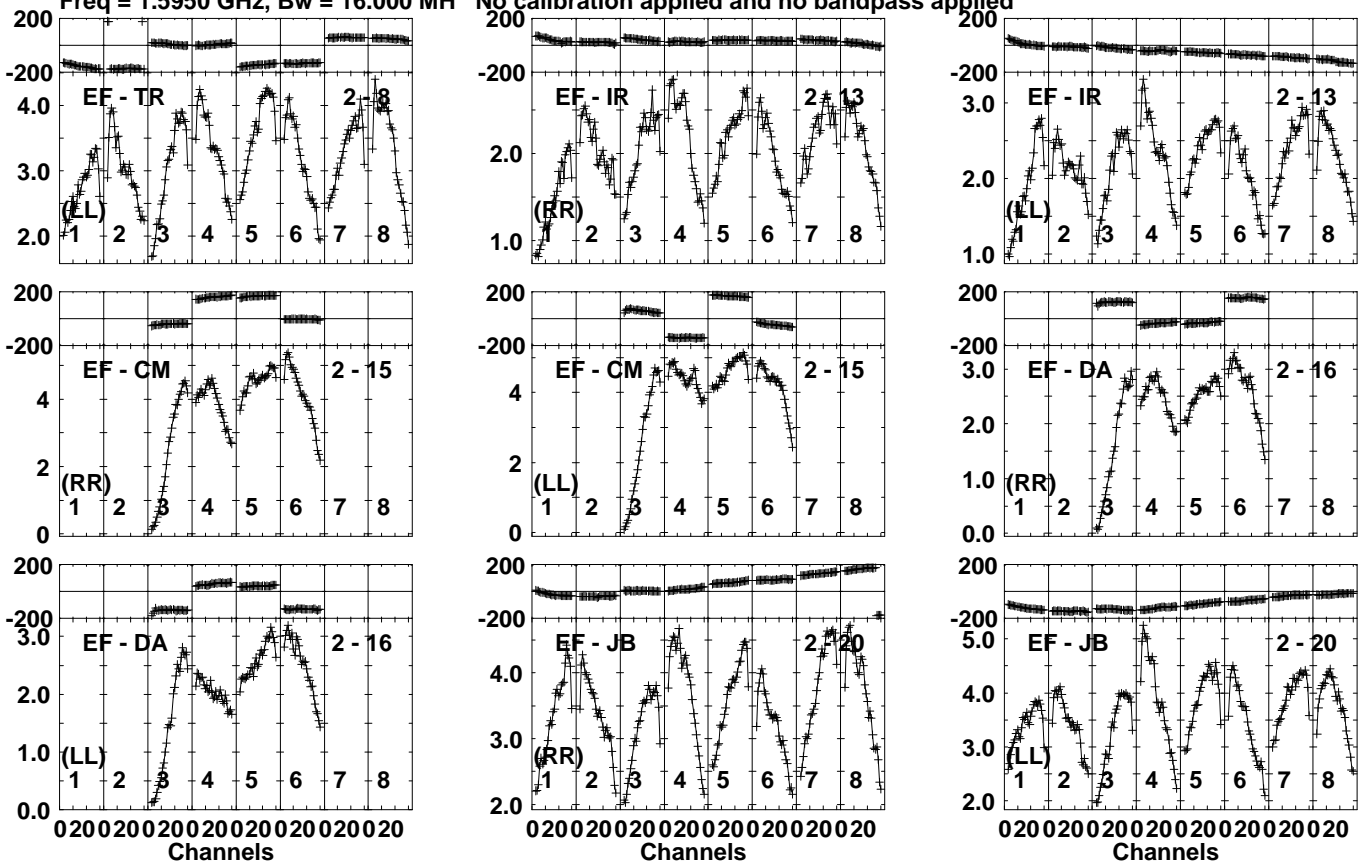 Freq = 1.5950 GHz, Bw = 16.000 MH No calibration applied and no bandpass applied
200
-200
EF - TR 2 - 8
4.0
3.0
2.0
(LL)
1 2 3 4 5 6 7 8
200
-200
EF - IR 2 - 13
2.0
1.0
(RR)
1 2 3 4 5 6 7 8
200
-200
EF - IR 2 - 13
3.0
2.0
1.0
(LL)
1 2 3 4 5 6 7 8
200
-200
EF - CM 2 - 15
4
2
0
(RR)
1 2 3 4 5 6 7 8
200
-200
EF - CM 2 - 15
4
2
0
(LL)
1 2 3 4 5 6 7 8
200
-200
EF - DA 2 - 16
3.0
2.0
1.0
0.0
(RR)
1 2 3 4 5 6 7 8
200
-200
EF - DA 2 - 16
3.0
2.0
1.0
0.0
(LL)
1 2 3 4 5 6 7 8
0 20 0 20 0 20 0 20 0 20 0 20 0 20 0 20
Channels
200
-200
EF - JB 2 - 20
4.0
3.0
2.0
(RR)
1 2 3 4 5 6 7 8
0 20 0 20 0 20 0 20 0 20 0 20 0 20 0 20
Channels
200
-200
EF - JB 2 - 20
5.0
4.0
3.0
2.0
(LL)
1 2 3 4 5 6 7 8
0 20 0 20 0 20 0 20 0 20 0 20 0 20 0 20
Channels